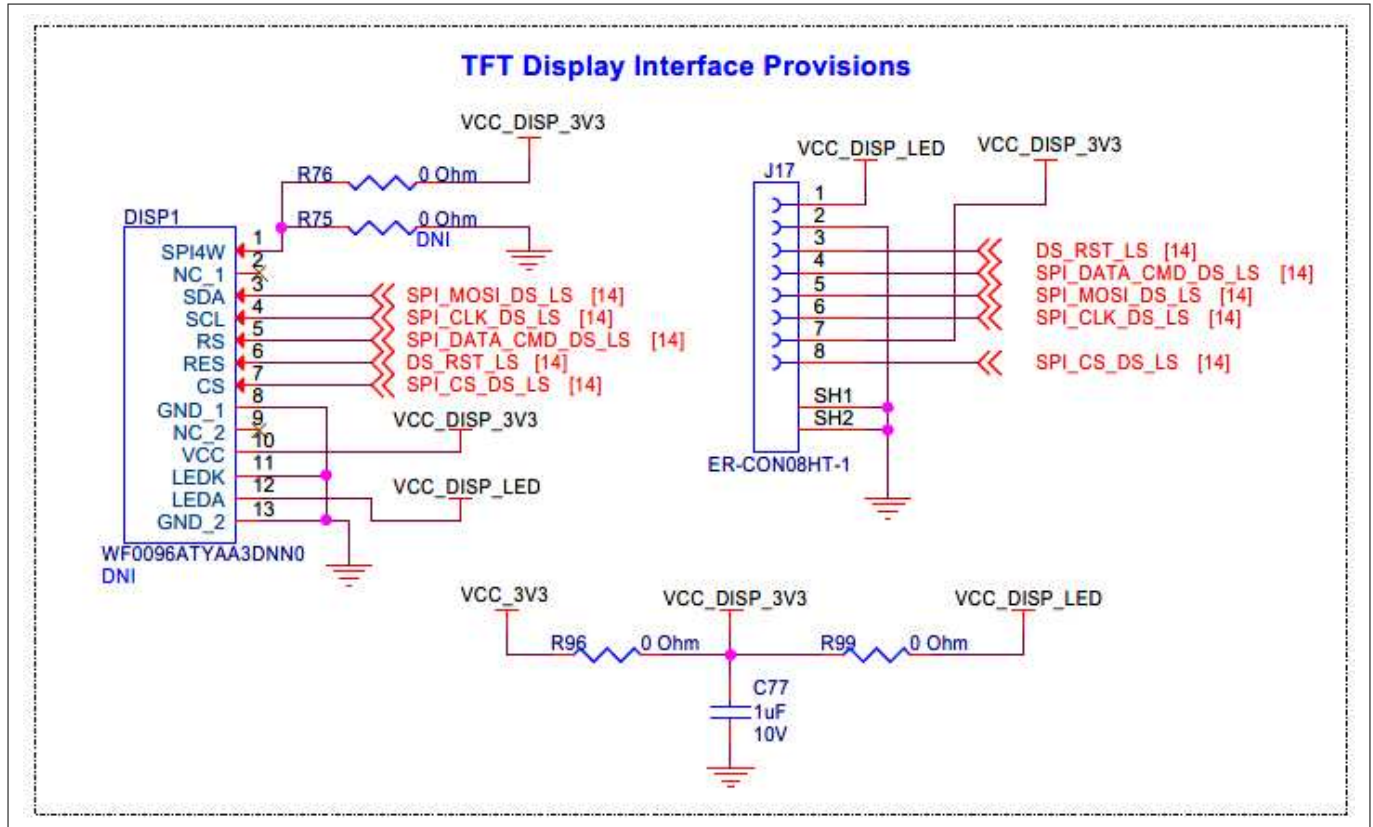 TFT Display Interface Provisions
VCC_DISP_3V3
R76 0 Ohm
R75 0 Ohm
DNI
DISP1
SPI4W 1
NC_1 2
SDA 3 SPI_MOSI_DS_LS [14]
SCL 4 SPI_CLK_DS_LS [14]
RS 5 SPI_DATA_CMD_DS_LS [14]
RES 6 DS_RST_LS [14]
CS 7 SPI_CS_DS_LS [14]
GND_1 8
NC_2 9 VCC_DISP_3V3
VCC 10
LEDK 11
LEDA 12 VCC_DISP_LED
GND_2 13
WF0096ATYAA3DNN0
DNI
VCC_DISP_LED VCC_DISP_3V3
J17
1
2
3 DS_RST_LS [14]
4 SPI_DATA_CMD_DS_LS [14]
5 SPI_MOSI_DS_LS [14]
6 SPI_CLK_DS_LS [14]
7
8 SPI_CS_DS_LS [14]
SH1
SH2
ER-CON08HT-1
VCC_3V3 VCC_DISP_3V3 VCC_DISP_LED
R96 0 Ohm R99 0 Ohm
C77
1uF
10V